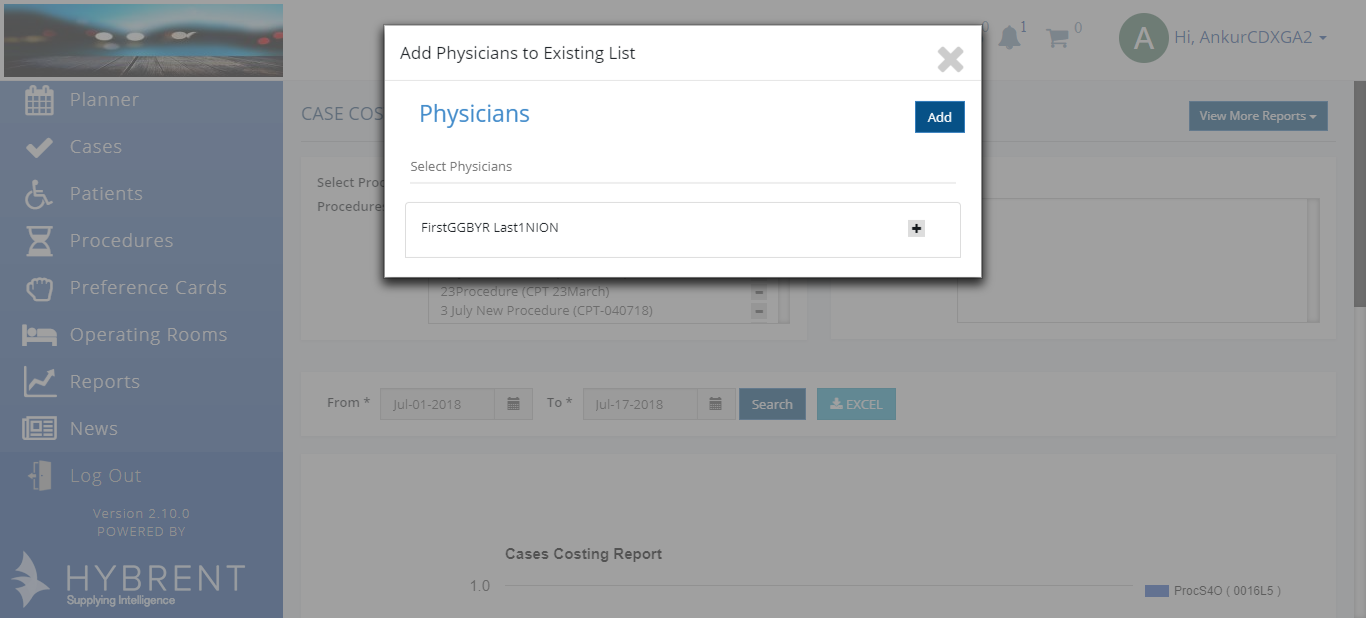 Add Physicians to Existing List
Physicians
Add
Select Physicians
FirstGGBYR Last1NION
0
1
0
A
Hi, AnkurCDXGA2
Planner
Cases
Patients
Procedures
Preference Cards
Operating Rooms
Reports
News
Log Out
Version 2.10.0
POWERED BY
HYBRENT
Supplying Intelligence
CASE COS
View More Reports
Select Proc
Procedures
23Procedure (CPT 23March)
3 July New Procedure (CPT-040718)
From * Jul-01-2018 To * Jul-17-2018 Search EXCEL
Cases Costing Report
1.0
ProcS4O ( 0016L5 )